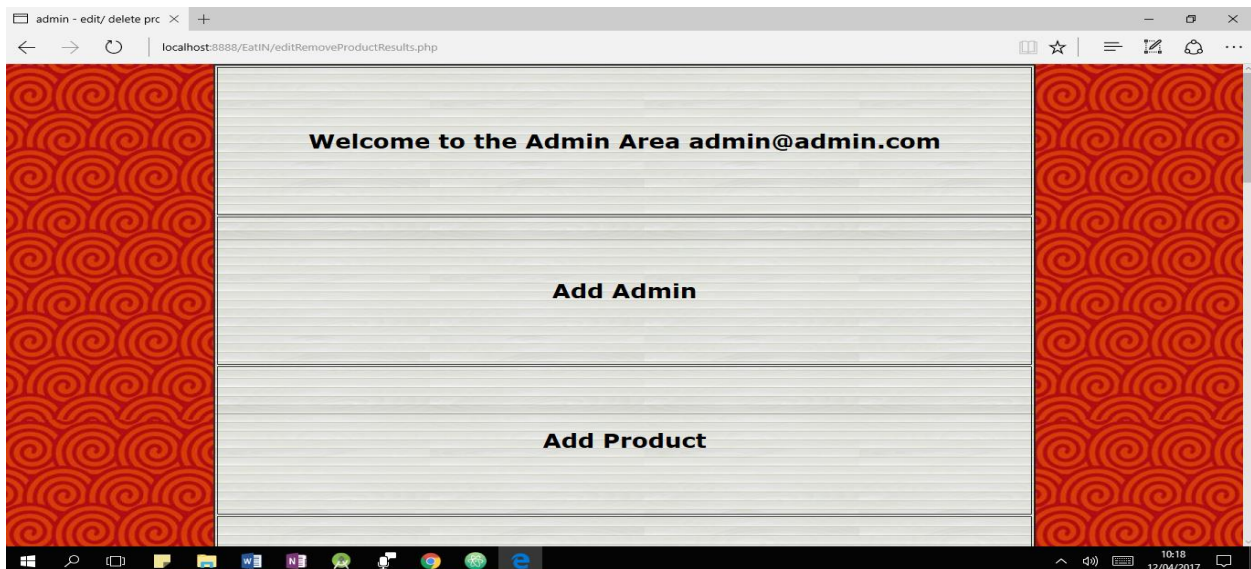 admin - edit/ delete prc
localhost:8888/EatIN/editRemoveProductResults.php
Welcome to the Admin Area admin@admin.com
Add Admin
Add Product
10:18
12/04/2017